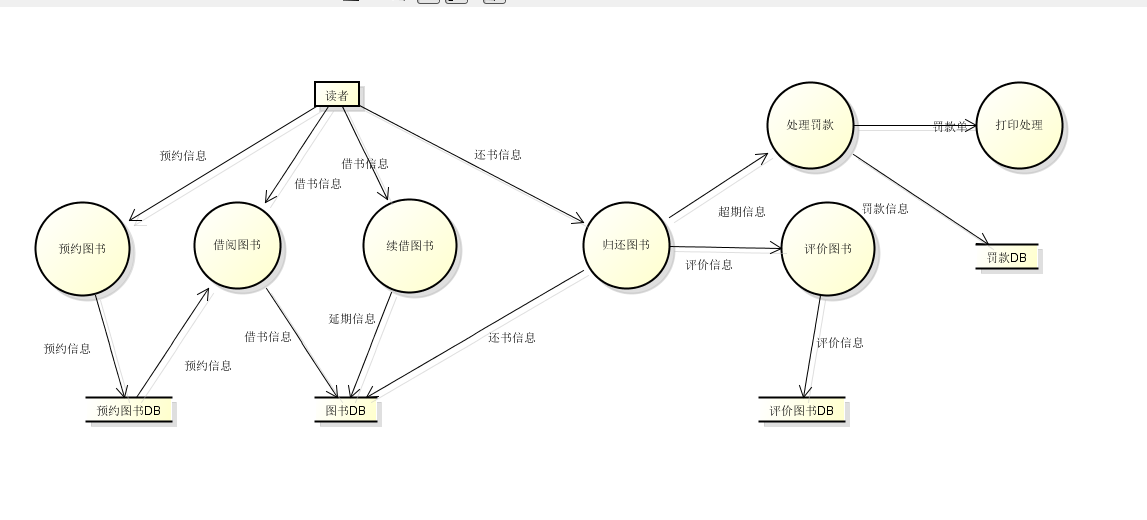 读者
处理罚款
罚款单
打印处理
预约信息
借书信息
借书信息
还书信息
超期信息
罚款信息
预约图书
借阅图书
续借图书
归还图书
评价图书
评价信息
罚款DB
预约信息
预约信息
借书信息
延期信息
还书信息
评价信息
预约图书DB
图书DB
评价图书DB